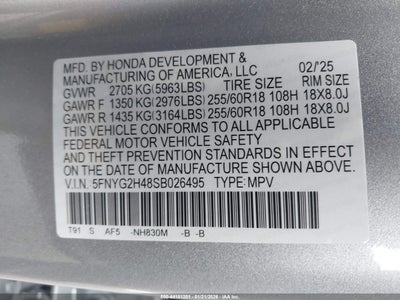 MFD. BY HONDA DEVELOPMENT & 02/'25
MANUFACTURING OF AMERICA, LLC
GVWR 2705 KG(5963LBS) TIRE SIZE RIM SIZE
GAWR F 1350 KG(2976LBS) 255/60R18 108H 18X8.0J
GAWR R 1435 KG(3164LBS) 255/60R18 108H 18X8.0J
THIS VEHICLE CONFORMS TO ALL APPLICABLE
FEDERAL MOTOR VEHICLE SAFETY
AND THEFT PREVENTION STANDARDS IN EFFECT
ON THE DATE OF MANUFACTURE SHOWN ABOVE.
V.I.N. 5FNYG2H48SB026495 TYPE: MPV
T91 S AF5 -NH830M -B -B